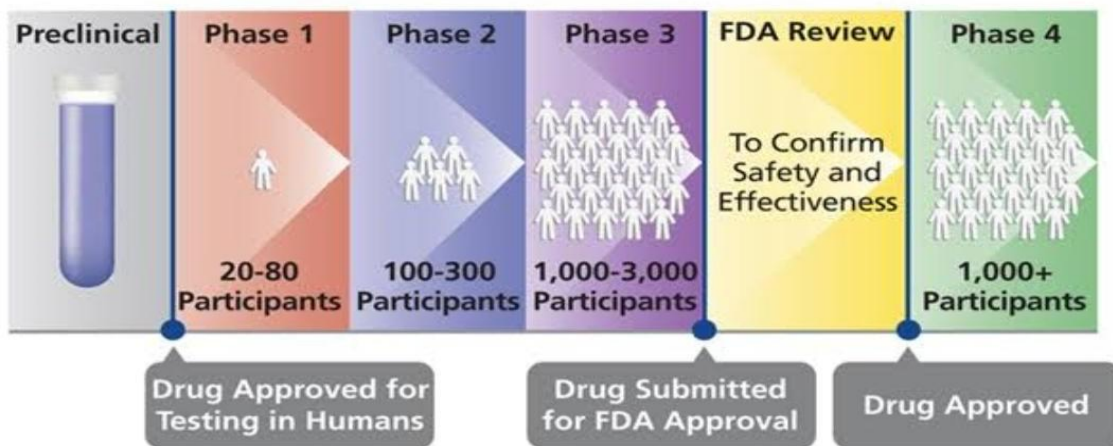 Preclinical
Phase 1
20-80
Participants
Phase 2
100-300
Participants
Phase 3
1,000-3,000
Participants
FDA Review
To Confirm
Safety and
Effectiveness
Phase 4
1,000+
Participants
Drug Approved for
Testing in Humans
Drug Submitted
for FDA Approval
Drug Approved